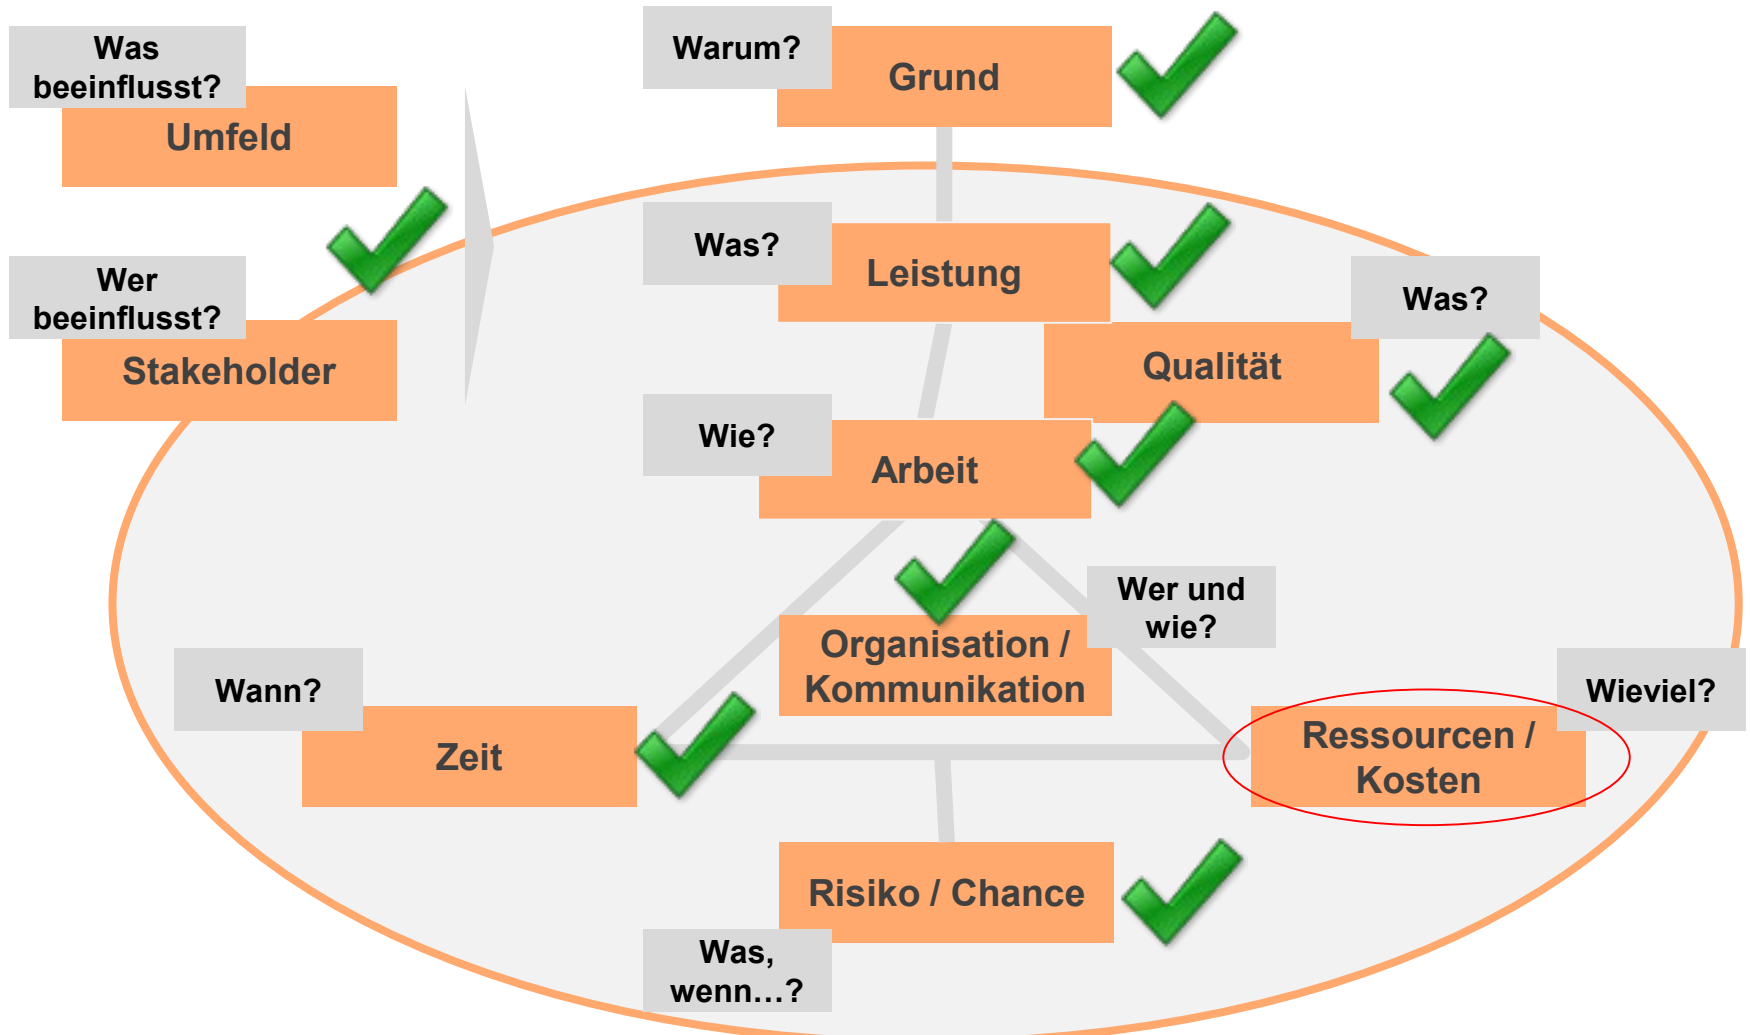 Was
beeinflusst?
Umfeld
Warum?
Grund
Wer
beeinflusst?
Stakeholder
Was?
Leistung
Was?
Qualität
Wie?
Arbeit
Wer und
wie?
Organisation /
Kommunikation
Wann?
Zeit
Wieviel?
Ressourcen /
Kosten
Risiko / Chance
Was,
wenn...?